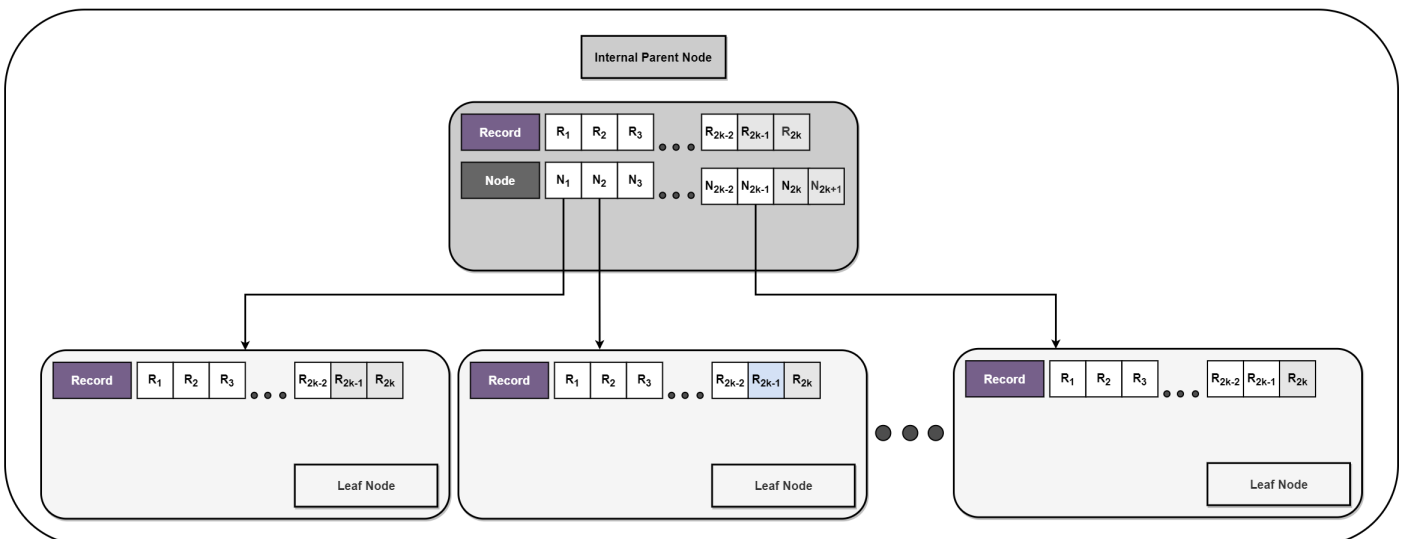 Internal Parent Node
Record R1 R2 R3 R2k-2 R2k-1 R2k
Node N1 N2 N3 N2k-2 N2k-1 N2k N2k+1
Record R1 R2 R3 R2k-2 R2k-1 R2k
Leaf Node
Record R1 R2 R3 R2k-2 R2k-1 R2k
Leaf Node
Record R1 R2 R3 R2k-2 R2k-1 R2k
Leaf Node